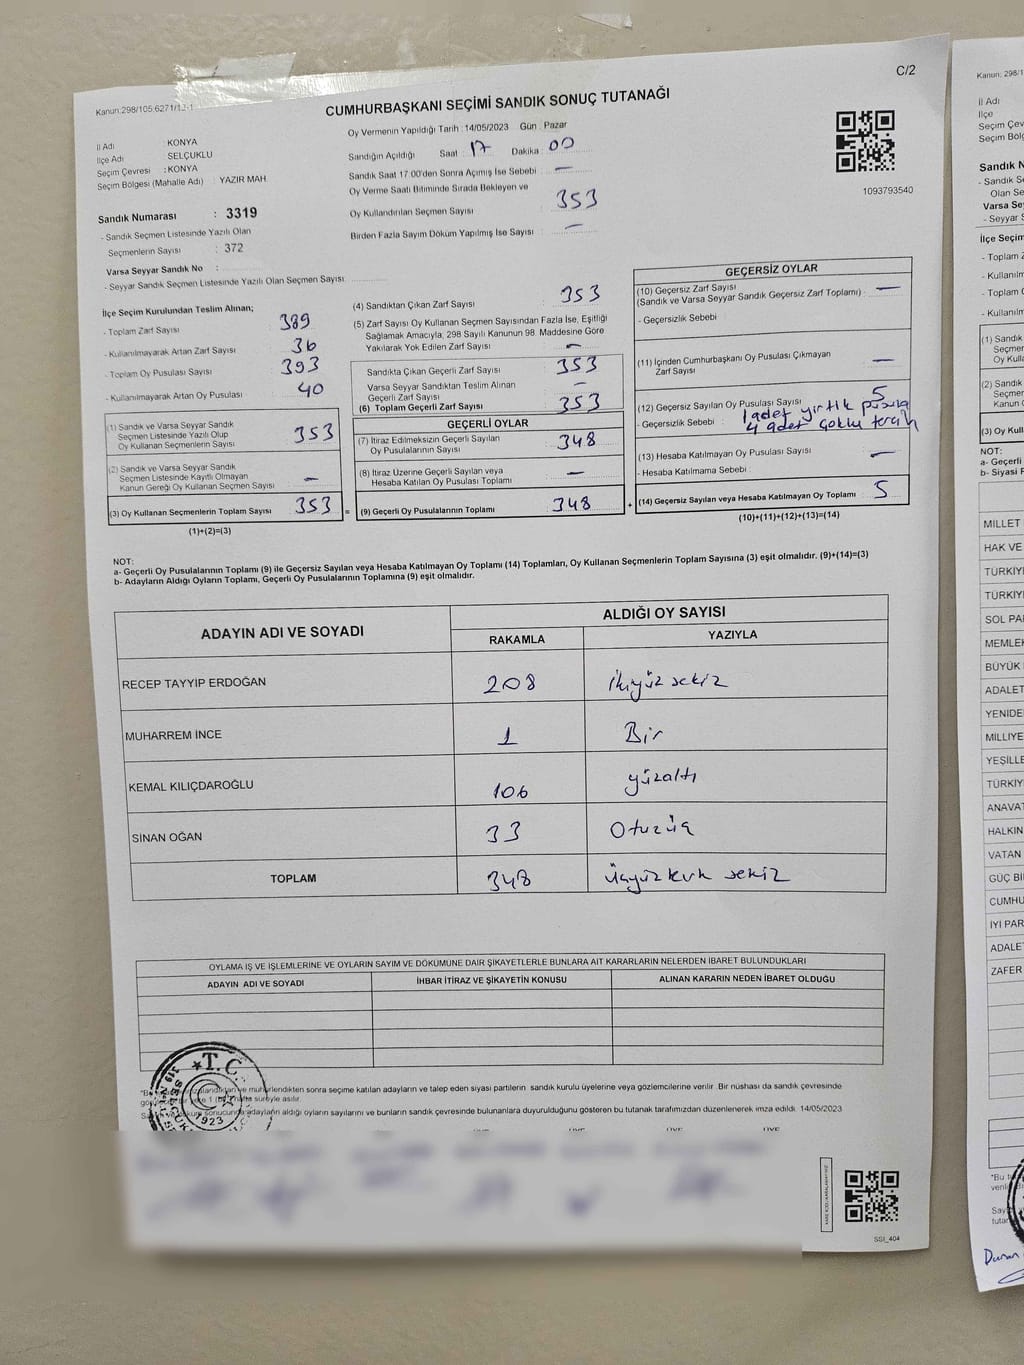 C/2
Kanun:298/105.6271/13-1
CUMHURBAŞKANI SEÇİMİ SANDIK SONUÇ TUTANAĞI
İl Adı KONYA
İlçe Adı SELÇUKLU
Seçim Çevresi : KONYA
Seçim Bölgesi (Mahalle Adı) : YAZIR MAH.
Sandık Numarası : 3319
- Sandık Seçmen Listesinde Yazılı Olan
Seçmenlerin Sayısı : 372
Varsa Seyyar Sandık No :
- Seyyar Sandık Seçmen Listesinde Yazılı Olan Seçmen Sayısı:
Oy Vermenin Yapıldığı Tarih :14/05/2023 Gün : Pazar
Sandığın Açıldığı Saat : 17 Dakika : 00
Sandık Saat 17.00'den Sonra Açılmış İse Sebebi : —
Oy Verme Saati Bitiminde Sırada Bekleyen ve
Oy Kullandırılan Seçmen Sayısı : 353
Birden Fazla Sayım Döküm Yapılmış İse Sayısı : —
1093793540
İlçe Seçim Kurulundan Teslim Alınan;
- Toplam Zarf Sayısı : 389
- Kullanılmayarak Artan Zarf Sayısı : 36
- Toplam Oy Pusulası Sayısı : 393
- Kullanılmayarak Artan Oy Pusulası : 40
(1) Sandık ve Varsa Seyyar Sandık
Seçmen Listesinde Yazılı Olup
Oy Kullanan Seçmenlerin Sayısı : 353
(2) Sandık ve Varsa Seyyar Sandık
Seçmen Listesinde Kayıtlı Olmayan
Kanun Gereği Oy Kullanan Seçmen Sayısı : —
(3) Oy Kullanan Seçmenlerin Toplam Sayısı : 353
(1)+(2)=(3)
(4) Sandıktan Çıkan Zarf Sayısı : 353
(5) Zarf Sayısı Oy Kullanan Seçmen Sayısından Fazla İse, Eşitliği
Sağlamak Amacıyla, 298 Sayılı Kanunun 98. Maddesine Göre
Yakılarak Yok Edilen Zarf Sayısı : —
Sandıkta Çıkan Geçerli Zarf Sayısı : 353
Varsa Seyyar Sandıktan Teslim Alınan
Geçerli Zarf Sayısı : —
(6) Toplam Geçerli Zarf Sayısı : 353
GEÇERLİ OYLAR
(7) İtiraz Edilmeksizin Geçerli Sayılan
Oy Pusulalarının Sayısı : 348
(8) İtiraz Üzerine Geçerli Sayılan veya
Hesaba Katılan Oy Pusulası Toplamı : —
= (9) Geçerli Oy Pusulalarının Toplamı : 348 +
GEÇERSİZ OYLAR
(10) Geçersiz Zarf Sayısı
(Sandık ve Varsa Seyyar Sandık Geçersiz Zarf Toplamı) : —
- Geçersizlik Sebebi :
(11) İçinden Cumhurbaşkanı Oy Pusulası Çıkmayan
Zarf Sayısı : —
(12) Geçersiz Sayılan Oy Pusulası Sayısı : 5
- Geçersizlik Sebebi : 1 adet yırtık pusula
4 adet çoklu tercih
(13) Hesaba Katılmayan Oy Pusulası Sayısı : —
- Hesaba Katılmama Sebebi :
(14) Geçersiz Sayılan veya Hesaba Katılmayan Oy Toplamı : 5
(10)+(11)+(12)+(13)=(14)
NOT:
a- Geçerli Oy Pusulalarının Toplamı (9) ile Geçersiz Sayılan veya Hesaba Katılmayan Oy Toplamı (14) Toplamları, Oy Kullanan Seçmenlerin Toplam Sayısına (3) eşit olmalıdır. (9)+(14)=(3)
b- Adayların Aldığı Oyların Toplamı, Geçerli Oy Pusulalarının Toplamına (9) eşit olmalıdır.
ADAYIN ADI VE SOYADI ALDIĞI OY SAYISI
RAKAMLA YAZIYLA
RECEP TAYYIP ERDOĞAN 208 ikiyüz sekiz
MUHARREM İNCE 1 Bir
KEMAL KILIÇDAROĞLU 106 yüzaltı
SİNAN OĞAN 33 Otuzüç
TOPLAM 348 üçyüz kırk sekiz
OYLAMA İŞ VE İŞLEMLERİNE VE OYLARIN SAYIM VE DÖKÜMÜNE DAİR ŞİKAYETLERLE BUNLARA AİT KARARLARIN NELERDEN İBARET BULUNDUKLARI
ADAYIN ADI VE SOYADI İHBAR İTİRAZ VE ŞİKAYETİN KONUSU ALINAN KARARIN NEDEN İBARET OLDUĞU
mühürlendikten sonra seçime katılan adayların ve talep eden siyasi partilerin sandık kurulu üyelerine veya gözlemcilerine verilir. Bir nüshası da sandık çevresinde
süreyle asılır.
sonucunda adayların aldığı oyların sayılarını ve bunların sandık çevresinde bulunanlara duyurulduğunu gösteren bu tutanak tarafımızdan düzenlenerek imza edildi. 14/05/2023
T.C.
1923
SSI_404
Kanun: 298/1
İl Adı
İlçe
Seçim Çev
Seçim Böl
Sandık N
- Sandık S
Olan Se
Varsa Sey
- Seyyar S
İlçe Seçim
- Toplam Z
- Kullanılm
- Toplam O
- Kullanılm
(1) Sandık
Seçmen
Oy Kulla
(2) Sandık
Seçmen
Kanun G
(3) Oy Kull
NOT:
a- Geçerli
b- Siyasi F
MİLLET
HAK VE
TÜRKİYE
TÜRKİYE
SOL PA
MEMLEK
BÜYÜK
ADALET
YENİDE
MİLLİYE
YEŞİLLE
TÜRKİY
ANAVAT
HALKIN
VATAN
GÜÇ Bİ
CUMHU
İYİ PAR
ADALET
ZAFER